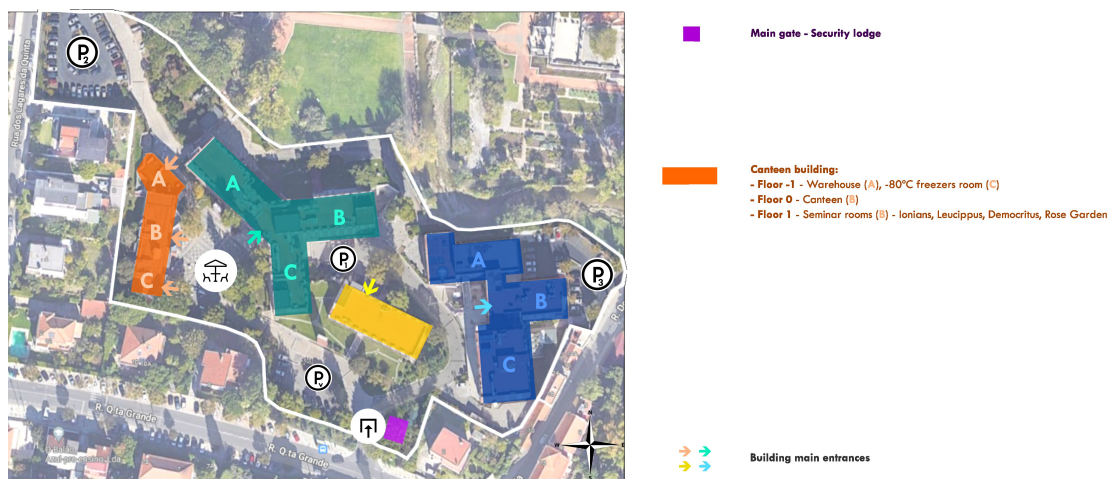 P2
Rua dos Lagares da Quinta
A
B
C
A
B
C
P1
A
B
C
P3
Pv
R. Q.ta Grande
R. Q.ta Grande
N
W
Main gate - Security lodge
Canteen building:
- Floor -1 - Warehouse (A), -80ºC freezers room (C)
- Floor 0 - Canteen (B)
- Floor 1 - Seminar rooms (B) - Ionians, Leucippus, Democritus, Rose Garden
Building main entrances